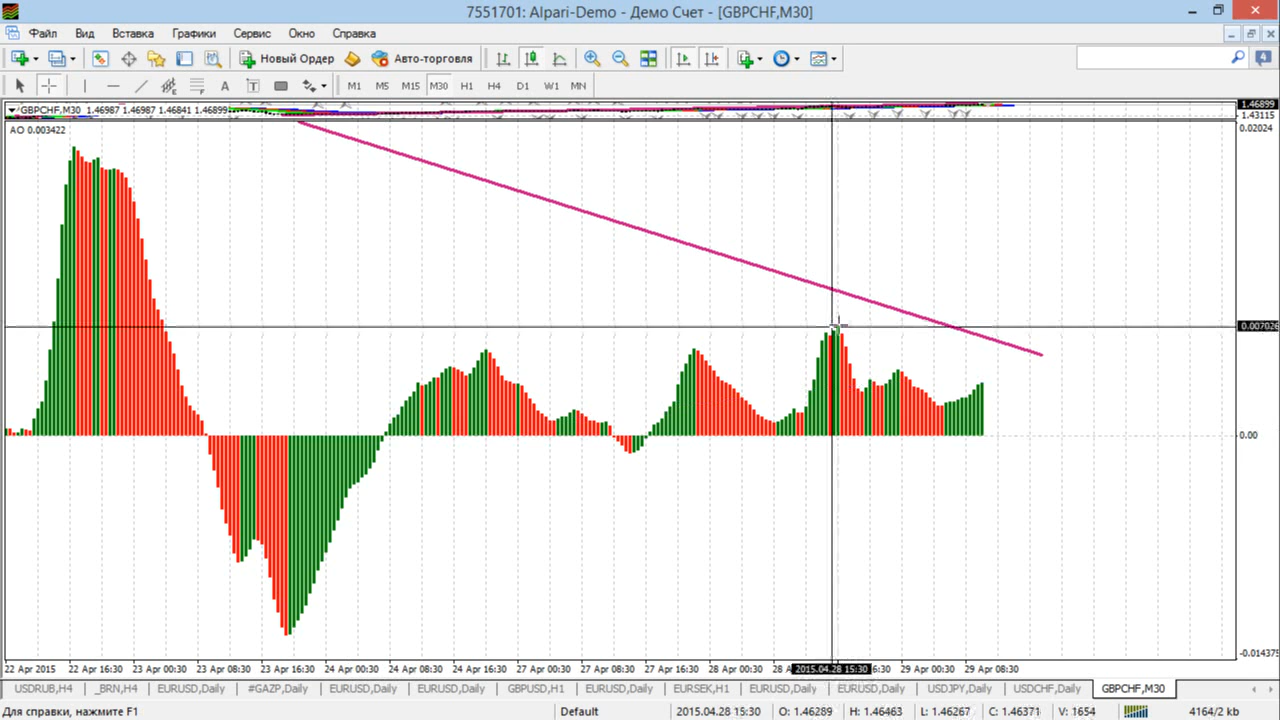 7551701: Alpari-Demo - Демо Счет - [GBPCHF,M30]
Файл Вид Вставка Графики Сервис Окно Справка
Новый Ордер Авто-торговля 4
A T M1 M5 M15 M30 H1 H4 D1 W1 MN
GBPCHF,M30 1.46987 1.46987 1.46841 1.46899
1.46899
1.43115
AO 0.003422
0.02024
0.007026
0.00
-0.014375
22 Apr 2015 22 Apr 16:30 23 Apr 00:30 23 Apr 08:30 23 Apr 16:30 24 Apr 00:30 24 Apr 08:30 24 Apr 16:30 27 Apr 00:30 27 Apr 08:30 27 Apr 16:30 28 Apr 00:30 28 A 2015.04.28 15:30 6:30 29 Apr 00:30 29 Apr 08:30
USDRUB,H4 _BRN,H4 EURUSD,Daily #GAZP,Daily EURUSD,Daily EURUSD,Daily GBPUSD,H1 EURUSD,Daily EURSEK,H1 EURUSD,Daily EURUSD,Daily USDJPY,Daily USDCHF,Daily GBPCHF,M30
Для справки, нажмите F1 Default 2015.04.28 15:30 O: 1.46289 H: 1.46463 L: 1.46267 C: 1.46371 V: 1654 4164/2 kb